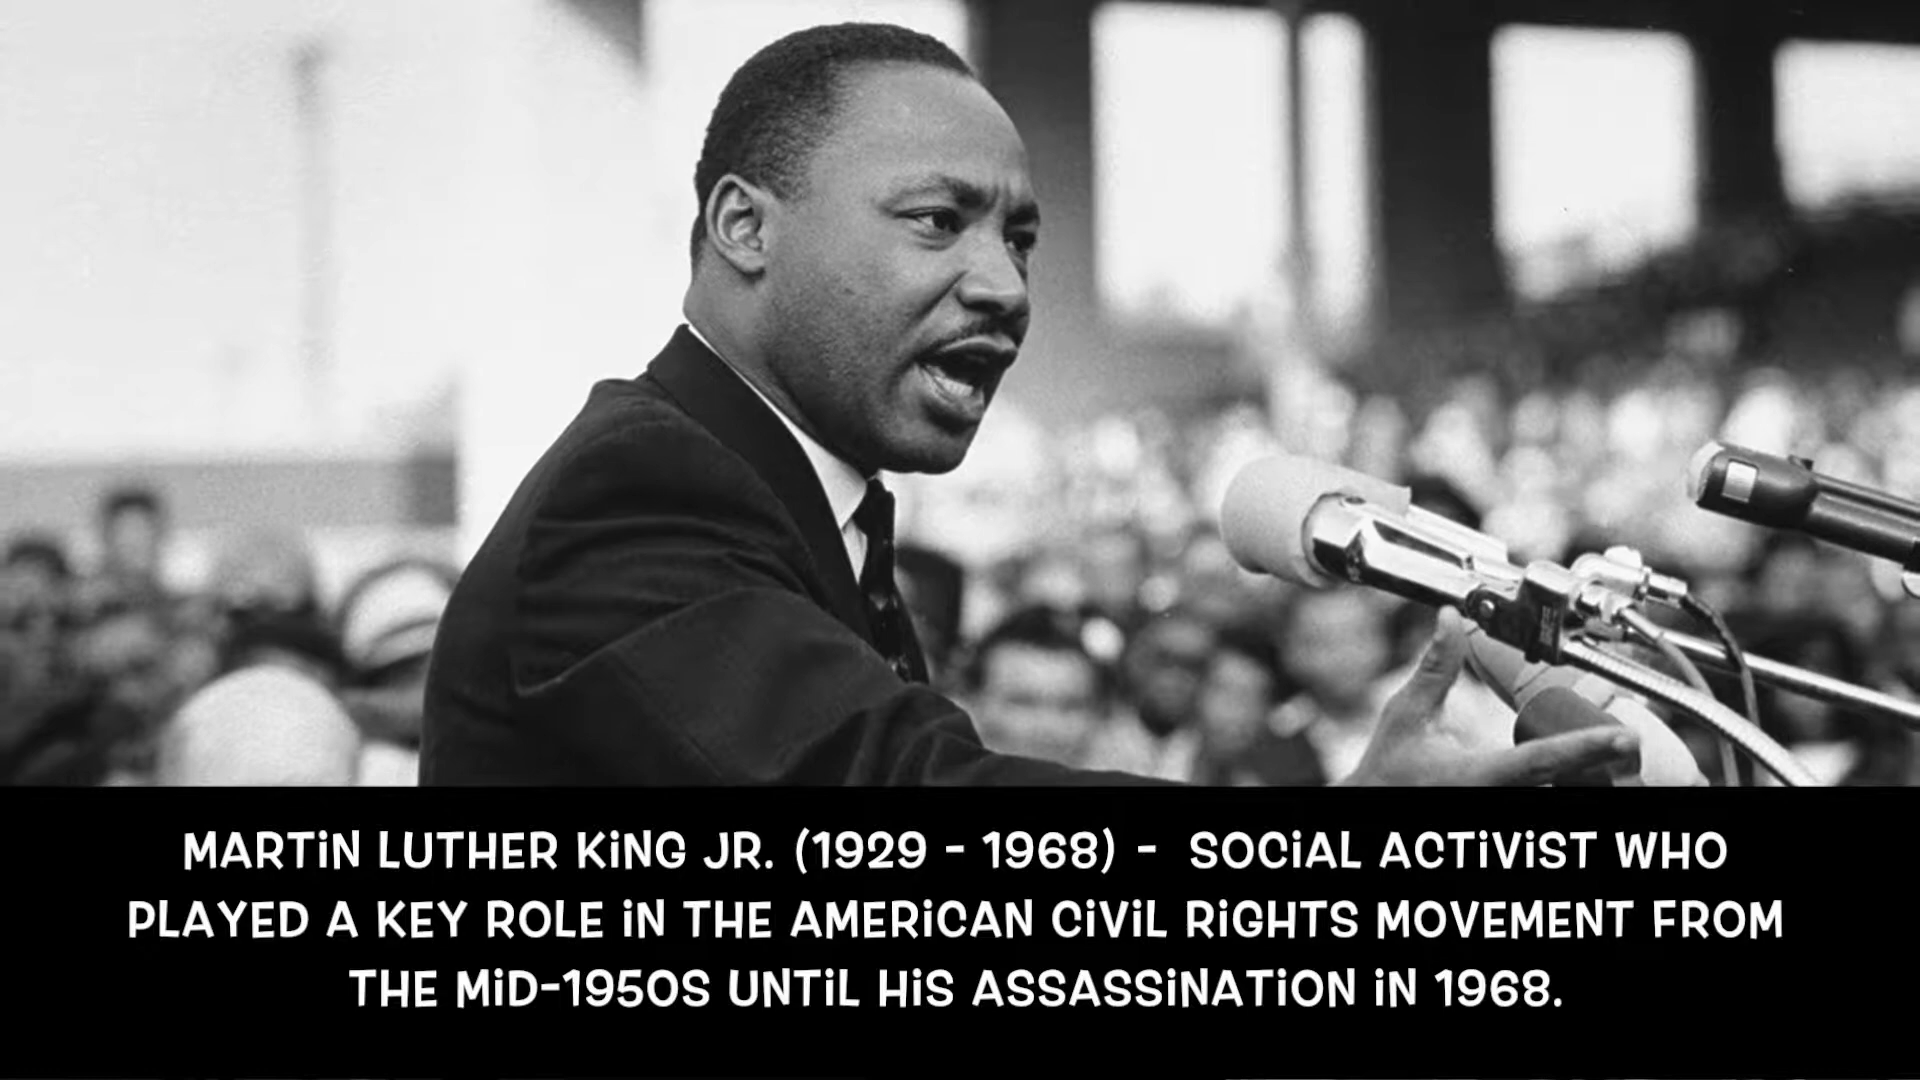 MARTiN LUTHER KiNG JR. (1929 - 1968) - SOCiAL ACTiViST WHO
PLAYED A KEY ROLE iN THE AMERiCAN CiViL RiGHTS MOVEMENT FROM
THE MiD-1950S UNTiL HiS ASSASSiNATiON iN 1968.